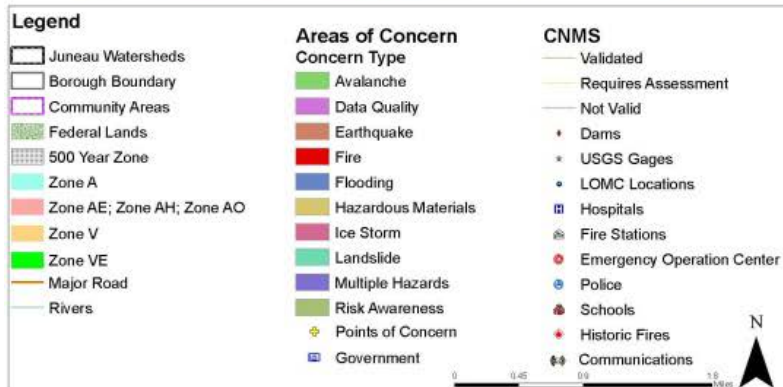 Legend
Juneau Watersheds
Borough Boundary
Community Areas
Federal Lands
500 Year Zone
Zone A
Zone AE; Zone AH; Zone AO
Zone V
Zone VE
Major Road
Rivers
Areas of Concern
Concern Type
Avalanche
Data Quality
Earthquake
Fire
Flooding
Hazardous Materials
Ice Storm
Landslide
Multiple Hazards
Risk Awareness
Points of Concern
Government
CNMS
Validated
Requires Assessment
Not Valid
Dams
USGS Gages
LOMC Locations
H Hospitals
Fire Stations
Emergency Operation Center
Police
Schools
Historic Fires
Communications
N
0 0.45 0.9 1.8
Miles